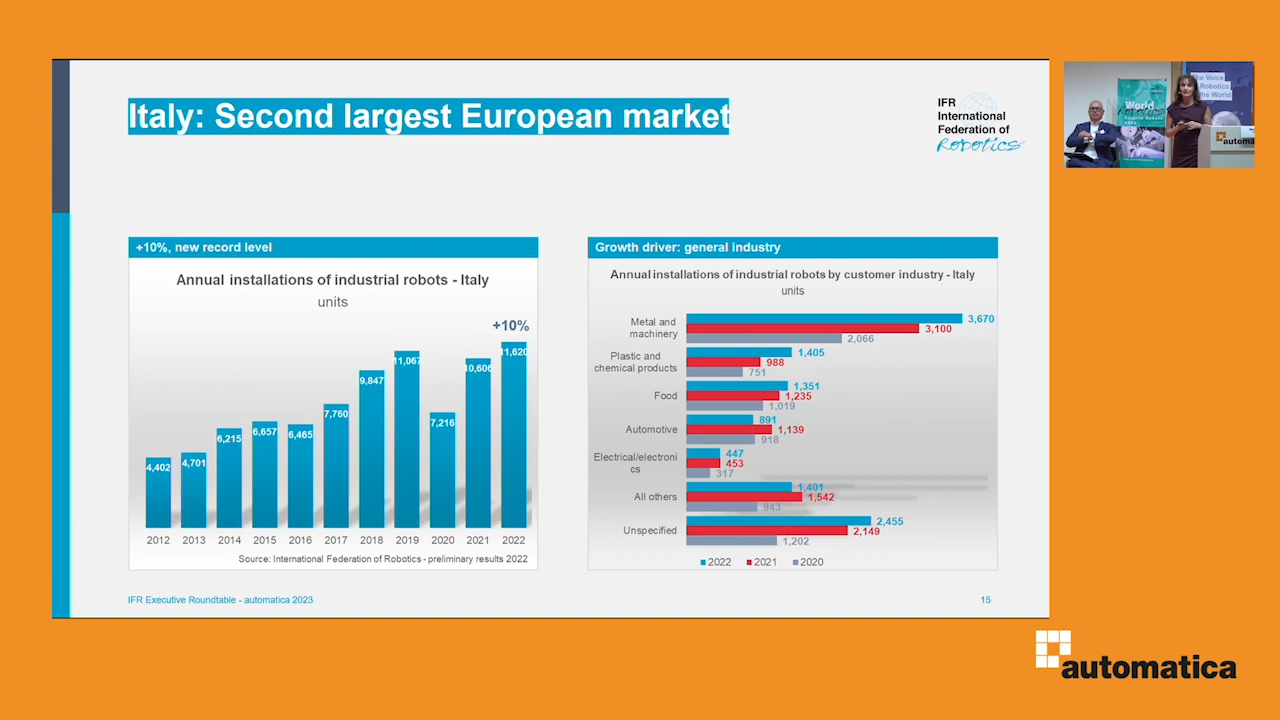 Italy: Second largest European market
IFR
International
Federation of
Robotics
The Voice
Robotics
the World
World
automa
+10%, new record level
Annual installations of industrial robots - Italy
units
+10%
4,402
4,701
6,215
6,657
6,465
7,760
9,847
11,067
7,216
10,606
11,620
2012 2013 2014 2015 2016 2017 2018 2019 2020 2021 2022
Source: International Federation of Robotics - preliminary results 2022
Growth driver: general industry
Annual installations of industrial robots by customer industry - Italy
units
Metal and
machinery
3,670
3,100
2,066
Plastic and
chemical products
1,405
988
751
Food
1,351
1,235
1,019
Automotive
891
1,139
918
Electrical/electroni
cs
447
453
317
All others
1,401
1,542
943
Unspecified
2,455
2,149
1,202
2022 2021 2020
IFR Executive Roundtable - automatica 2023
15
automatica